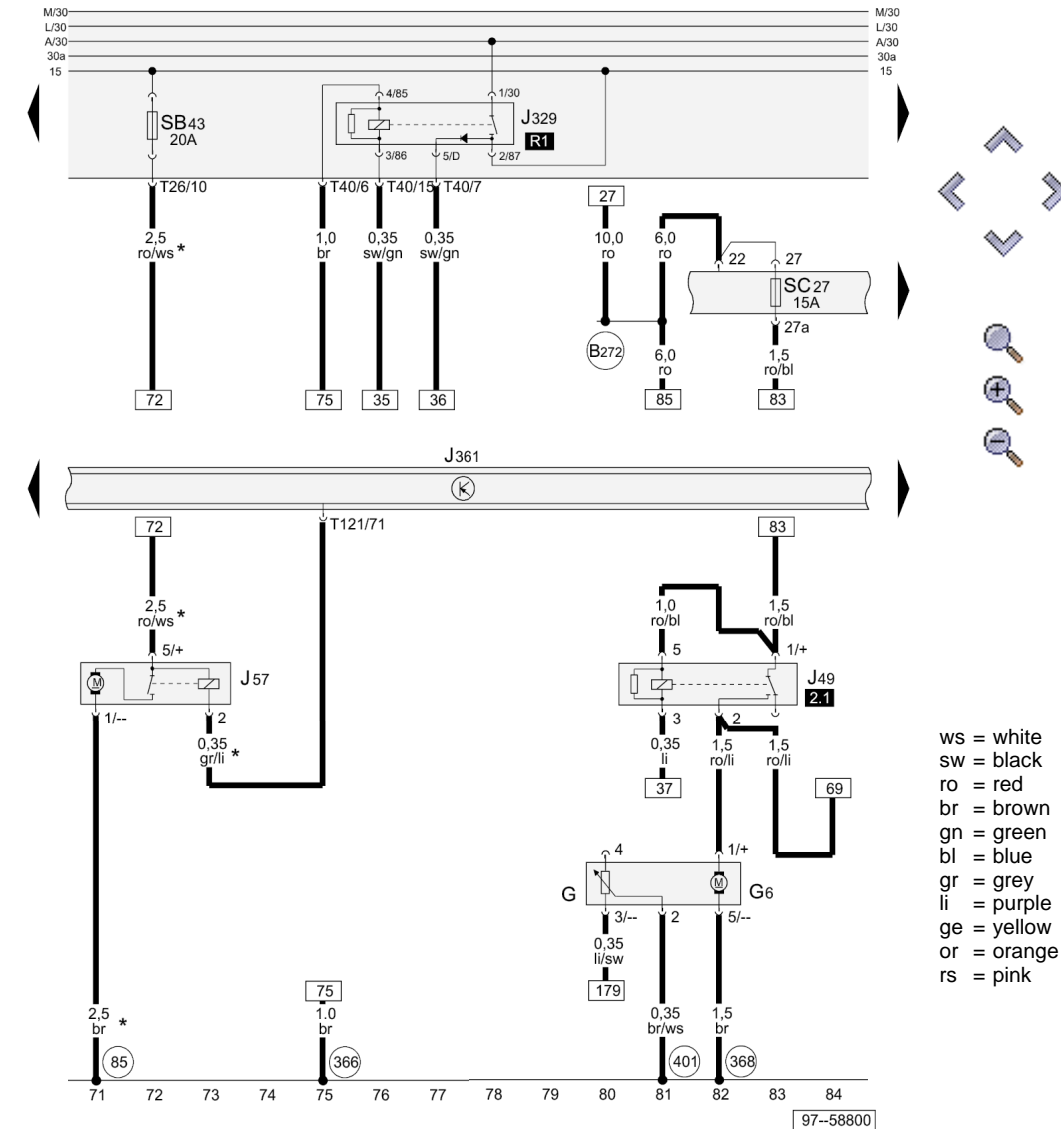 M/30 M/30
L/30 L/30
A/30 A/30
30a 30a
15 15
4/85 1/30
SB43
20A
J329
R1
3/86 5/D 2/87
T26/10 T40/6 T40/15 T40/7
27
2,5 1,0 0,35 0,35 10,0 6,0
ro/ws * br sw/gn sw/gn ro ro
22 27
SC27
15A
27a
B272
6,0 1,5
ro ro/bl
72 75 35 36 85 83
J361
72 T121/71 83
2,5 1,0 1,5
ro/ws * ro/bl ro/bl
5/+ 5 1/+
M J57 J49
2.1
1/-- 2 3 2
0,35 0,35 1,5 1,5
gr/li * li ro/li ro/li
37 69
4 1/+
G M G6
3/-- 2 5/--
0,35
li/sw
75 179
2,5 1.0 0,35 1,5
br * br br/ws br
85 366 401 368
71 72 73 74 75 76 77 78 79 80 81 82 83 84
97--58800
ws = white
sw = black
ro = red
br = brown
gn = green
bl = blue
gr = grey
li = purple
ge = yellow
or = orange
rs = pink